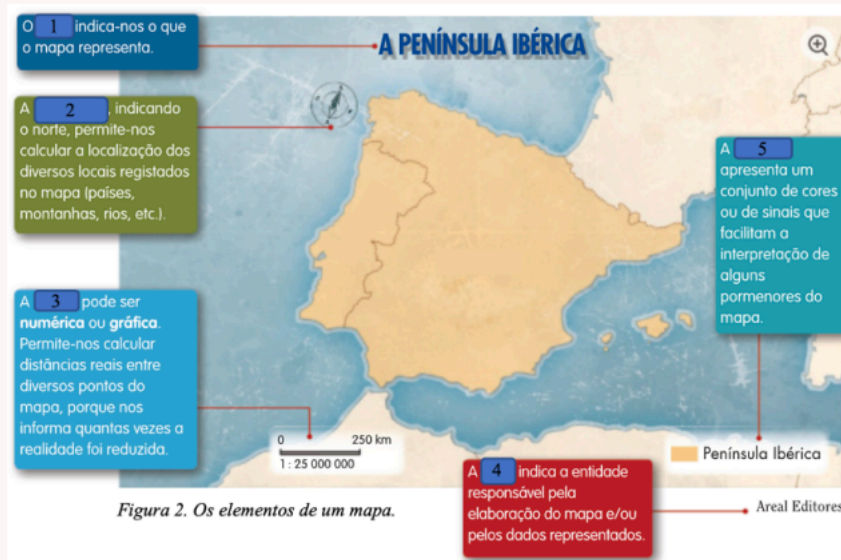 O 1 indica-nos o que
o mapa representa.
A PENÍNSULA IBÉRICA
A 2, indicando
o norte, permite-nos
calcular a localização dos
diversos locais registados
no mapa (países,
montanhas, rios, etc.).
A 5
apresenta um
conjunto de cores
ou de sinais que
facilitam a
interpretação de
alguns
pormenores do
mapa.
A 3 pode ser
numérica ou gráfica.
Permite-nos calcular
distâncias reais entre
diversos pontos do
mapa, porque nos
informa quantas vezes a
realidade foi reduzida.
0 250 km
1 : 25 000 000
Península Ibérica
A 4 indica a entidade
responsável pela
elaboração do mapa e/ou
pelos dados representados.
Areal Editores
Figura 2. Os elementos de um mapa.